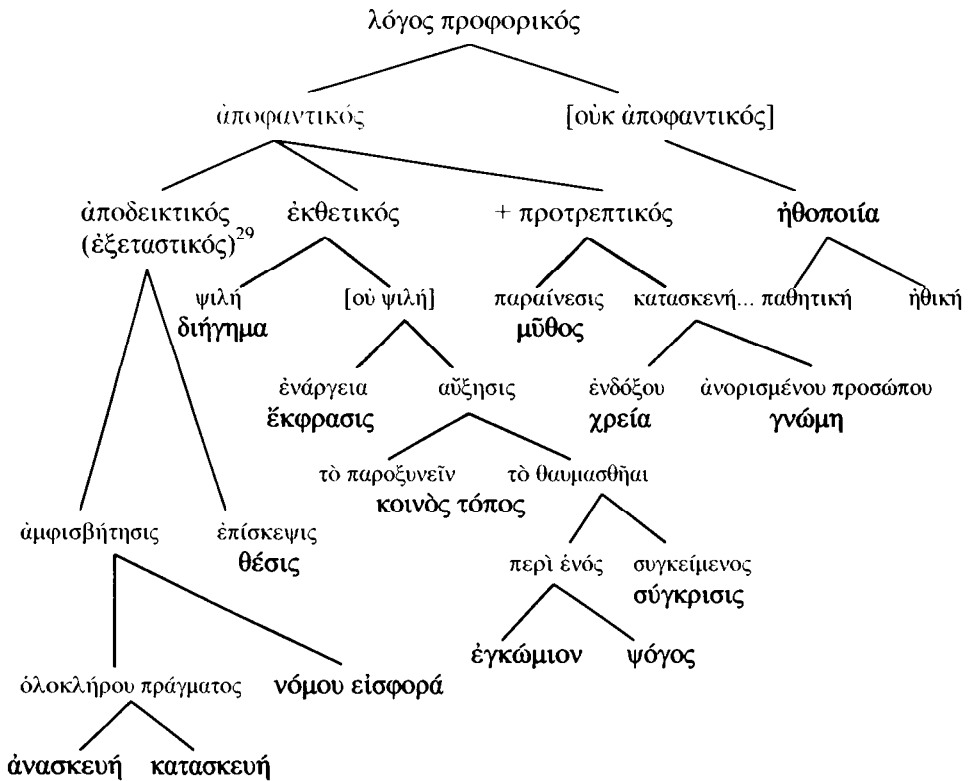 λόγος προφορικός
ἀποφαντικός [οὐκ ἀποφαντικός]
ἀποδεικτικός ἐκθετικός + προτρεπτικός ἠθοποιία
(ἐξεταστικός)29
ψιλή [οὐ ψιλή] παραίνεσις κατασκενή... παθητική ἠθική
διήγημα μῦθος
ἐνάργεια αὔξησις ἐνδόξου ἀνορισμένου προσώπου
ἔκφρασις χρεία γνώμη
τὸ παροξυνεῖν τὸ θαυμασθῆαι
κοινὸς τόπος
ἀμφισβήτησις ἐπίσκεψις
θέσις
περὶ ἑνός συγκείμενος
σύγκρισις
ἐγκώμιον ψόγος
ὁλοκλήρου πράγματος νόμου εἰσφορά
ἀνασκευή κατασκευή